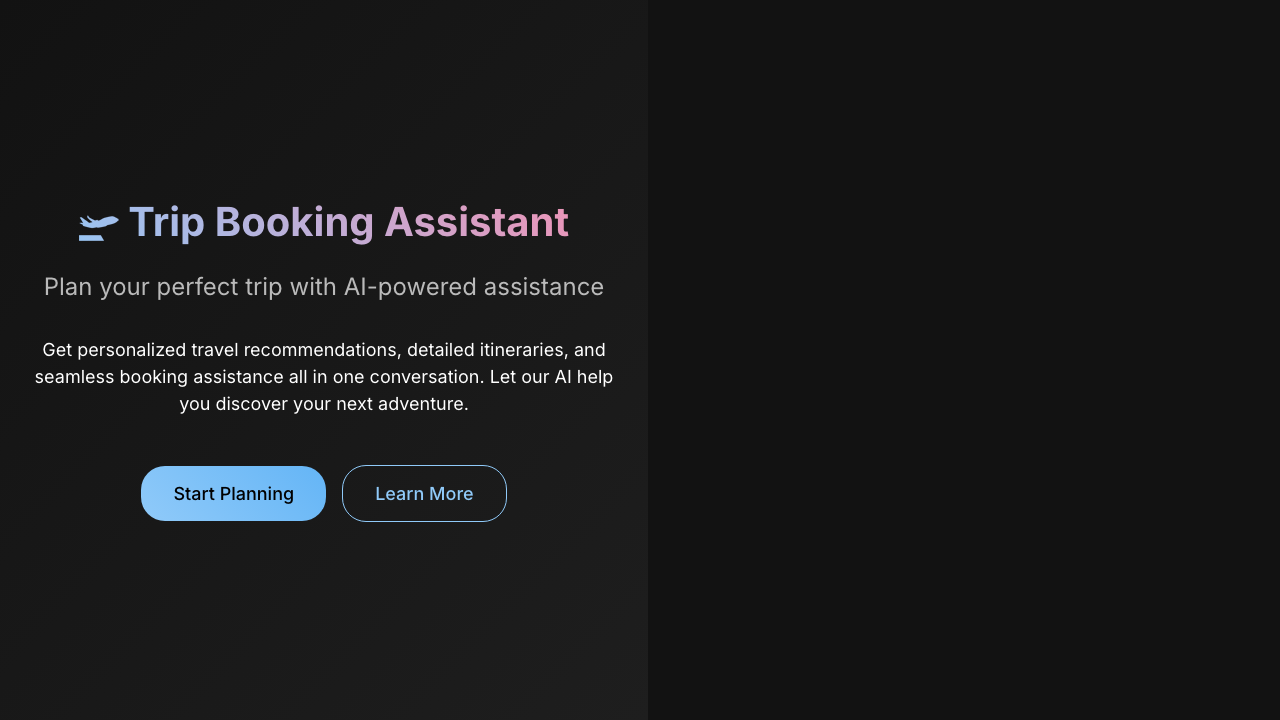 Trip Booking Assistant
Plan your perfect trip with AI-powered assistance
Get personalized travel recommendations, detailed itineraries, and
seamless booking assistance all in one conversation. Let our AI help
you discover your next adventure.
Start Planning
Learn More